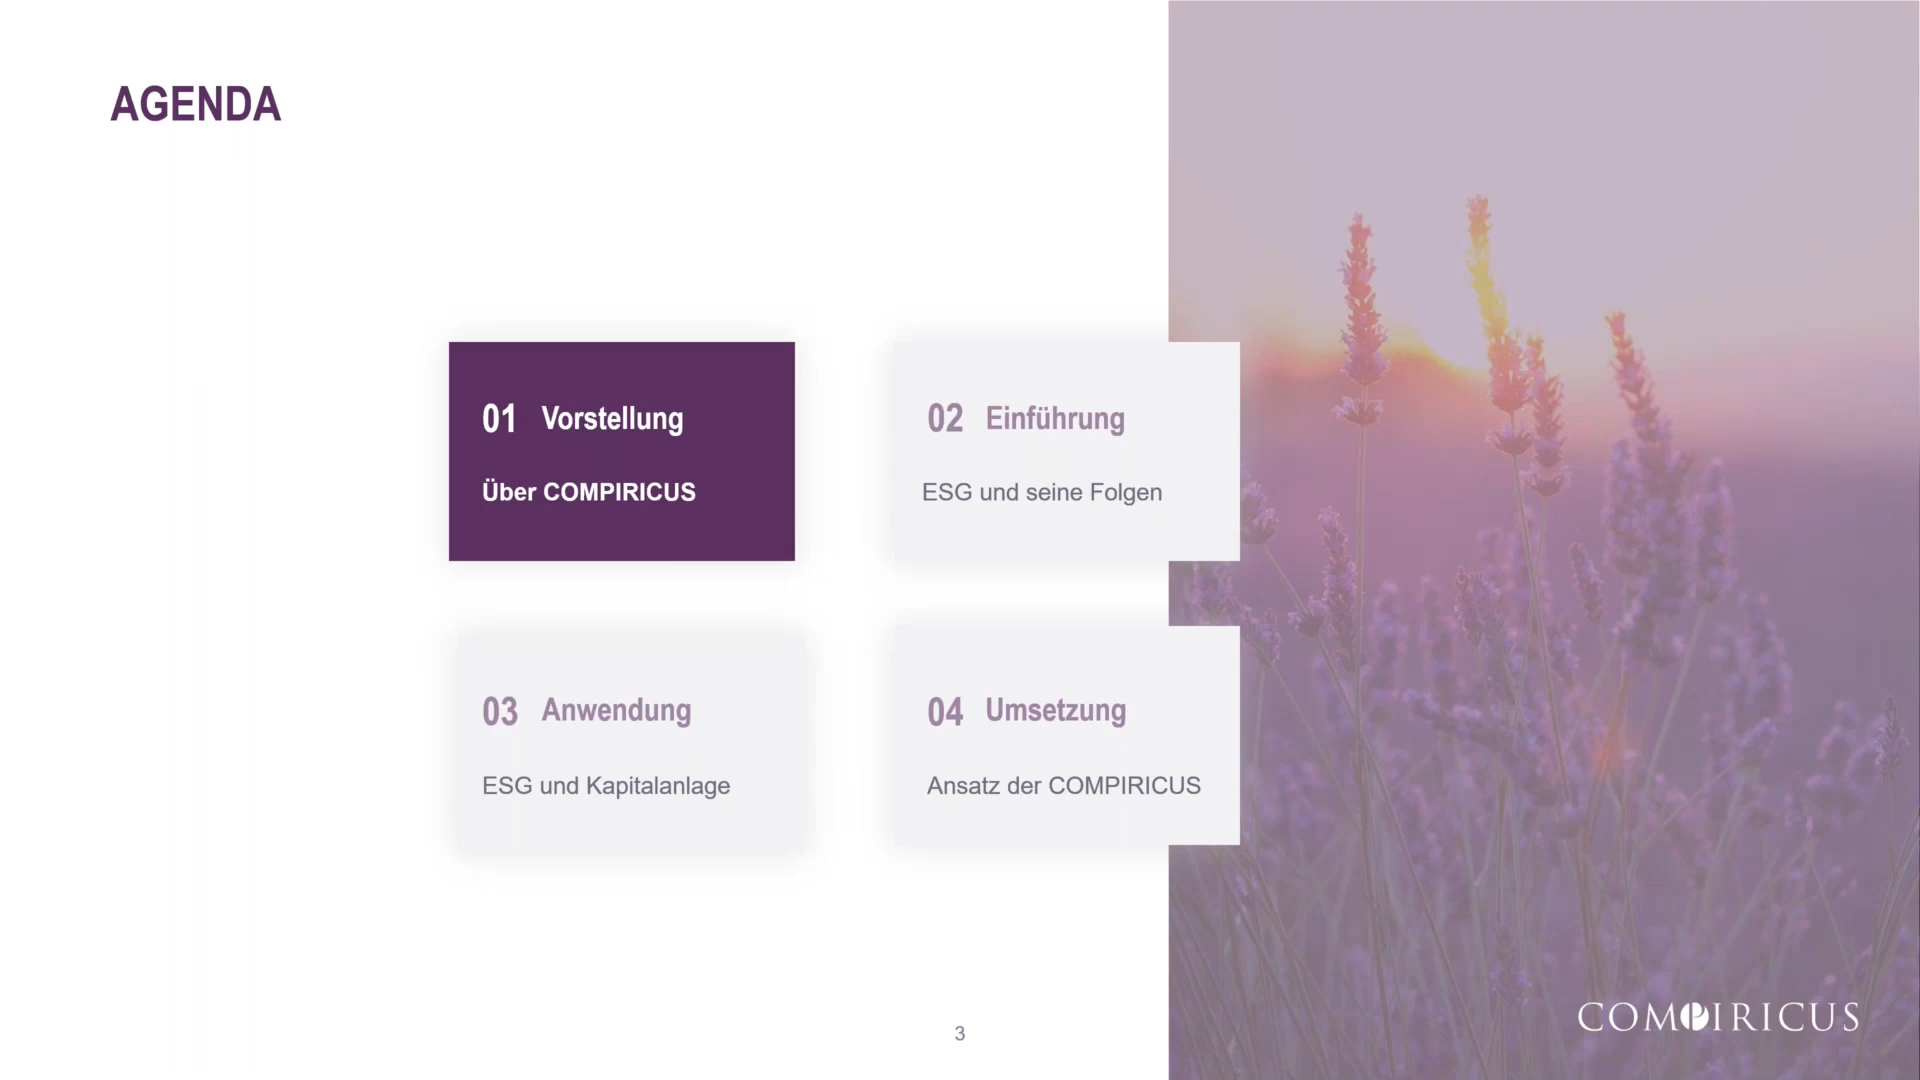 AGENDA
01 Vorstellung
Über COMPIRICUS
02 Einführung
ESG und seine Folgen
03 Anwendung
ESG und Kapitalanlage
04 Umsetzung
Ansatz der COMPIRICUS
3
COMPIRICUS